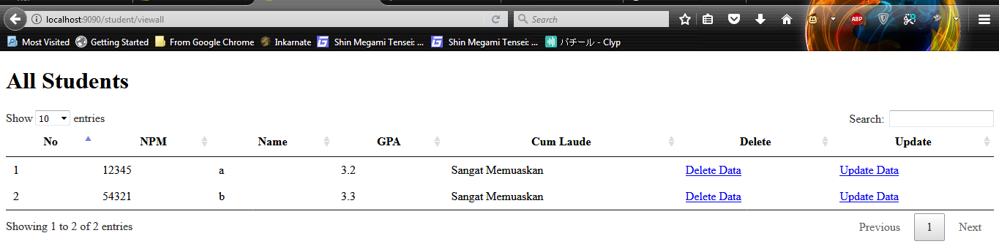 localhost:9090/student/viewall
Search
ABP
Most Visited Getting Started From Google Chrome Inkarnate Shin Megami Tensei: ... Shin Megami Tensei: ... パチール - Clyp
All Students
Show 10 entries Search:
No NPM Name GPA Cum Laude Delete Update
1 12345 a 3.2 Sangat Memuaskan Delete Data Update Data
2 54321 b 3.3 Sangat Memuaskan Delete Data Update Data
Showing 1 to 2 of 2 entries Previous 1 Next